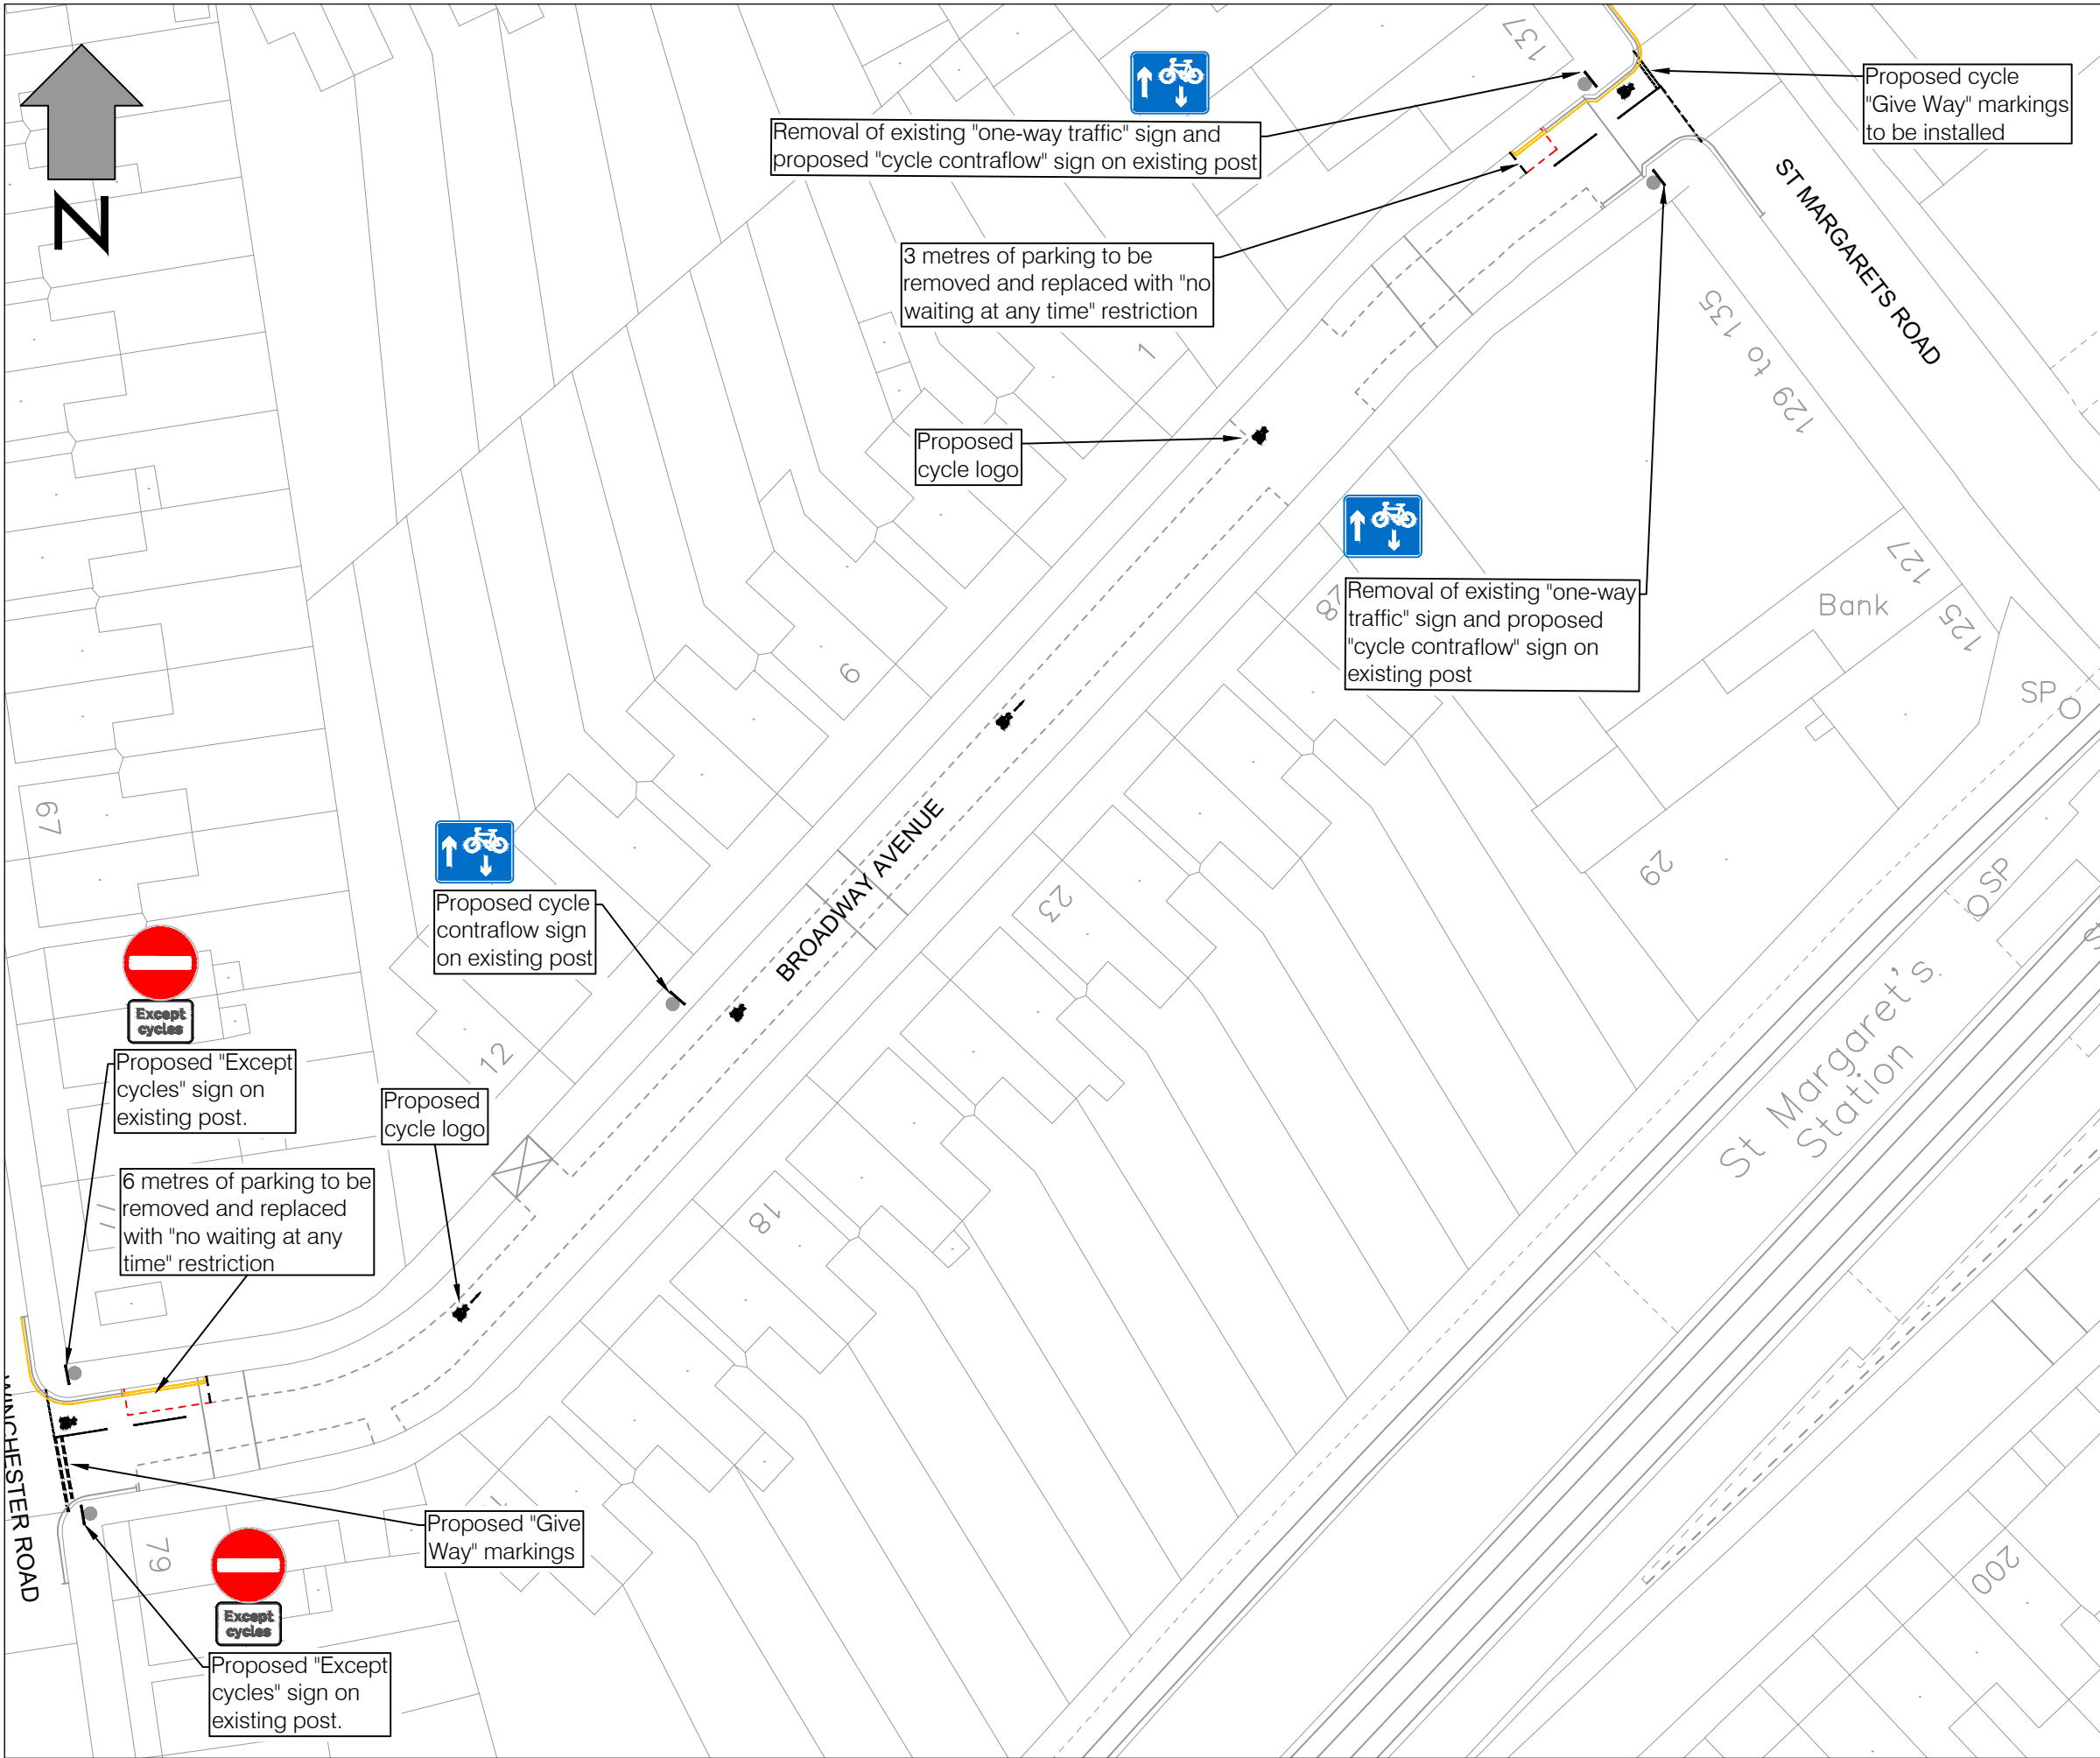 137
Proposed cycle
"Give Way" markings
to be installed
Removal of existing "one-way traffic" sign and
proposed "cycle contraflow" sign on existing post
ST MARGARETS ROAD
3 metres of parking to be
removed and replaced with "no
waiting at any time" restriction
N
129 to 135
1
Proposed
cycle logo
127
125
Bank
28
Removal of existing "one-way
traffic" sign and proposed
"cycle contraflow" sign on
existing post
SP
9
67
BROADWAY AVENUE
29
SP
23
Proposed cycle
contraflow sign
on existing post
Except
cycles
St Margaret's
Station
12
Proposed "Except
cycles" sign on
existing post.
Proposed
cycle logo
6 metres of parking to be
removed and replaced
with "no waiting at any
time" restriction
18
WINCHESTER ROAD
Proposed "Give
Way" markings
79
200
Except
cycles
Proposed "Except
cycles" sign on
existing post.